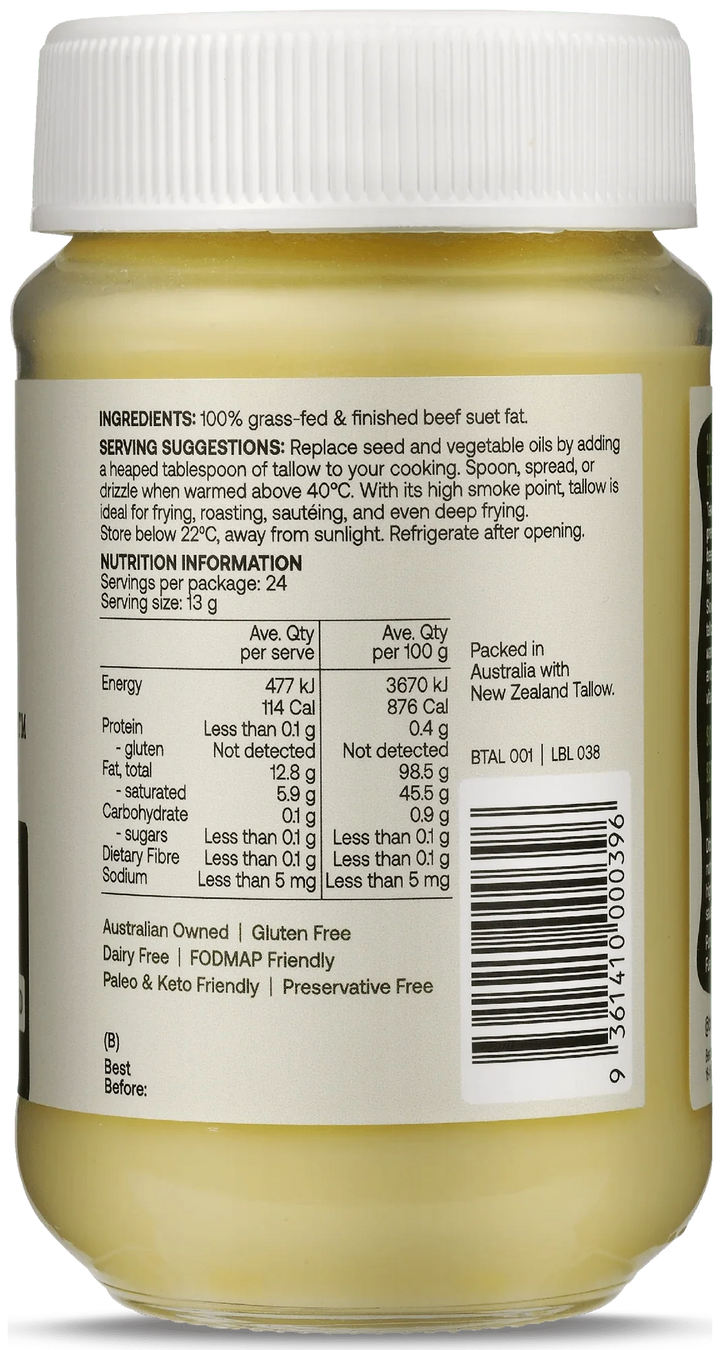 INGREDIENTS: 100% grass-fed & finished beef suet fat.
SERVING SUGGESTIONS: Replace seed and vegetable oils by adding
a heaped tablespoon of tallow to your cooking. Spoon, spread, or
drizzle when warmed above 40°C. With its high smoke point, tallow is
ideal for frying, roasting, sautéing, and even deep frying.
Store below 22°C, away from sunlight. Refrigerate after opening.
NUTRITION INFORMATION
Servings per package: 24
Serving size: 13 g
Ave. Qty per serve Ave. Qty per 100 g
Energy 477 kJ 3670 kJ
114 Cal 876 Cal
Protein Less than 0.1 g 0.4 g
- gluten Not detected Not detected
Fat, total 12.8 g 98.5 g
- saturated 5.9 g 45.5 g
Carbohydrate 0.1 g 0.9 g
- sugars Less than 0.1 g Less than 0.1 g
Dietary Fibre Less than 0.1 g Less than 0.1 g
Sodium Less than 5 mg Less than 5 mg
Packed in
Australia with
New Zealand Tallow.
BTAL 001 | LBL 038
9 361410 000396
Australian Owned | Gluten Free
Dairy Free | FODMAP Friendly
Paleo & Keto Friendly | Preservative Free
(B)
Best
Before: